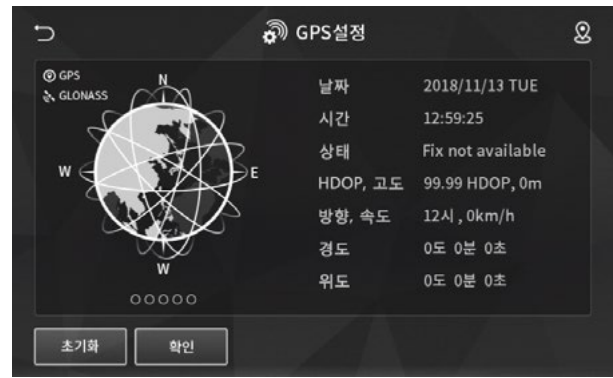 GPS설정
GPS
GLONASS
N
W
E
W
날짜 2018/11/13 TUE
시간 12:59:25
상태 Fix not available
HDOP, 고도 99.99 HDOP, 0m
방향, 속도 12시 , 0km/h
경도 0도 0분 0초
위도 0도 0분 0초
초기화
확인